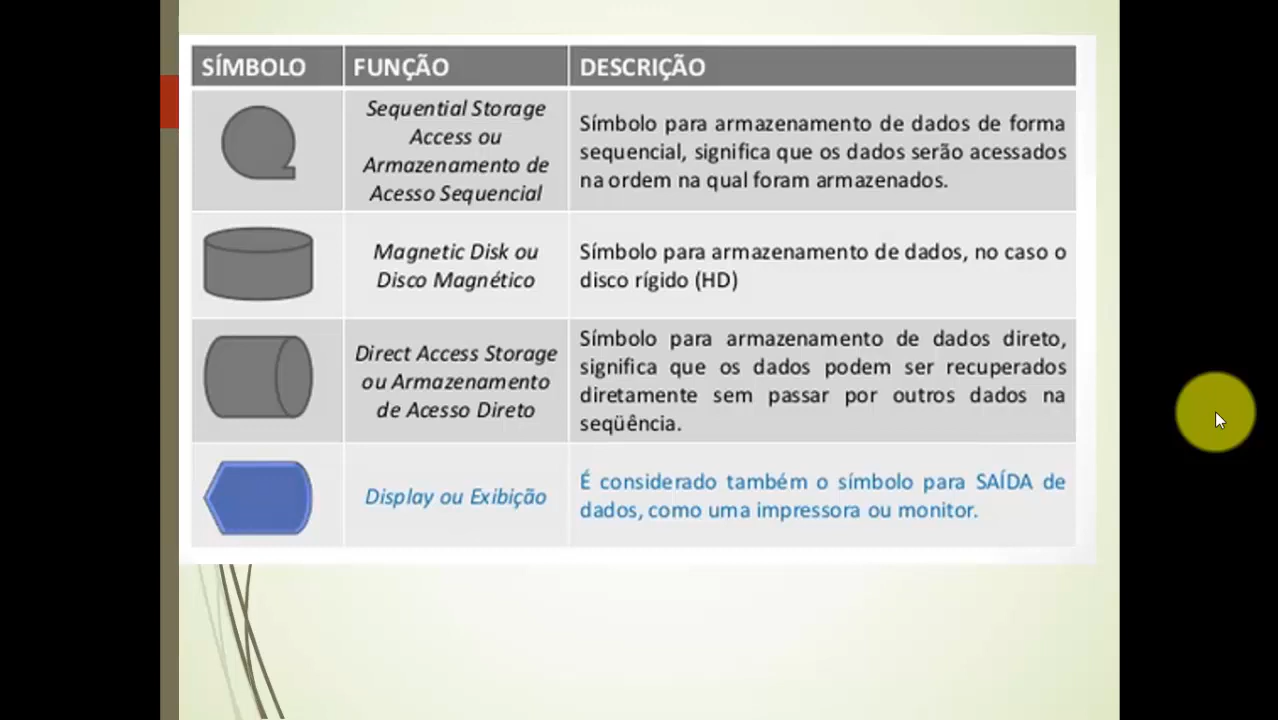 SÍMBOLO FUNÇÃO DESCRIÇÃO
Sequential Storage
Access ou
Armazenamento de
Acesso Sequencial
Símbolo para armazenamento de dados de forma
sequencial, significa que os dados serão acessados
na ordem na qual foram armazenados.
Magnetic Disk ou
Disco Magnético
Símbolo para armazenamento de dados, no caso o
disco rígido (HD)
Direct Access Storage
ou Armazenamento
de Acesso Direto
Símbolo para armazenamento de dados direto,
significa que os dados podem ser recuperados
diretamente sem passar por outros dados na
seqüência.
Display ou Exibição
É considerado também o símbolo para SAÍDA de
dados, como uma impressora ou monitor.